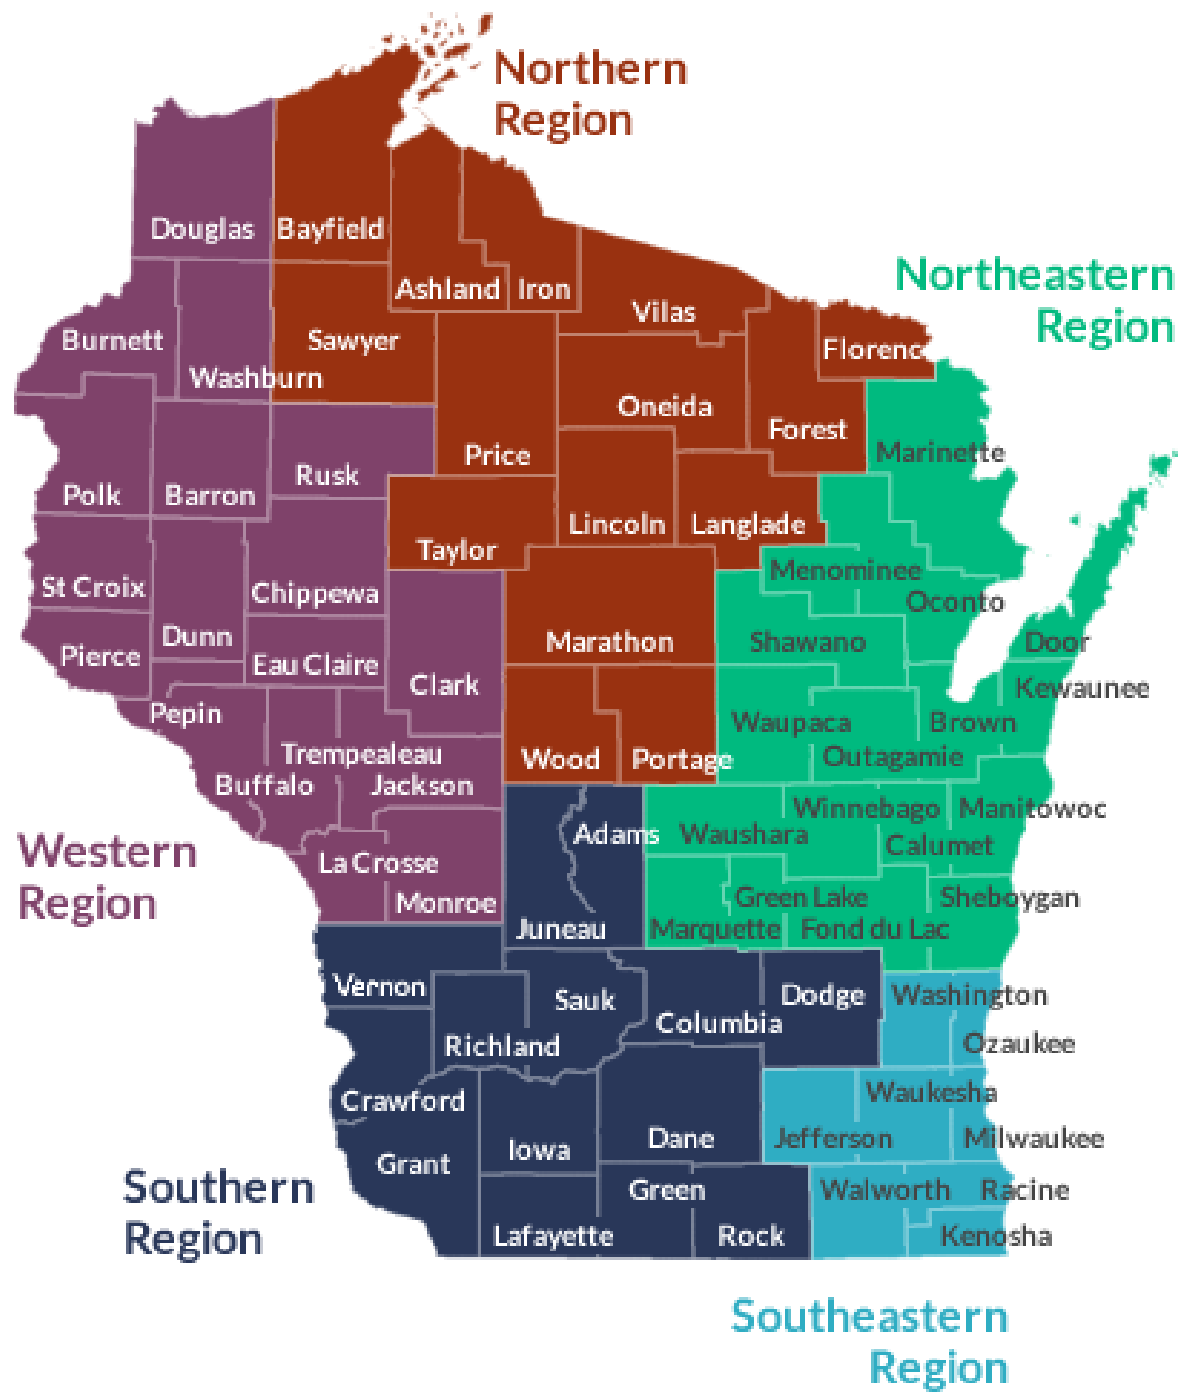 Northern
Region
Douglas
Bayfield
Ashland
Iron
Northeastern
Region
Vilas
Burnett
Sawyer
Florenc
Washburn
Oneida
Forest
Marinette
Price
Rusk
Polk
Barron
Lincoln
Langlade
Taylor
Menominee
St Croix
Chippewa
Oconto
Dunn
Marathon
Shawano
Door
Pierce
Eau Claire
Clark
Kewaunee
Pepin
Waupaca
Brown
Trempealeau
Wood
Portage
Outagamie
Buffalo
Jackson
Winnebago
Manitowoc
Adams
Waushara
Calumet
Western
Region
La Crosse
Monroe
Green Lake
Sheboygan
Juneau
Marquette
Fond du Lac
Vernon
Sauk
Dodge
Washington
Columbia
Richland
Ozaukee
Crawford
Waukesha
Iowa
Dane
Jefferson
Milwaukee
Grant
Southern
Region
Green
Walworth
Racine
Lafayette
Rock
Kenosha
Southeastern
Region